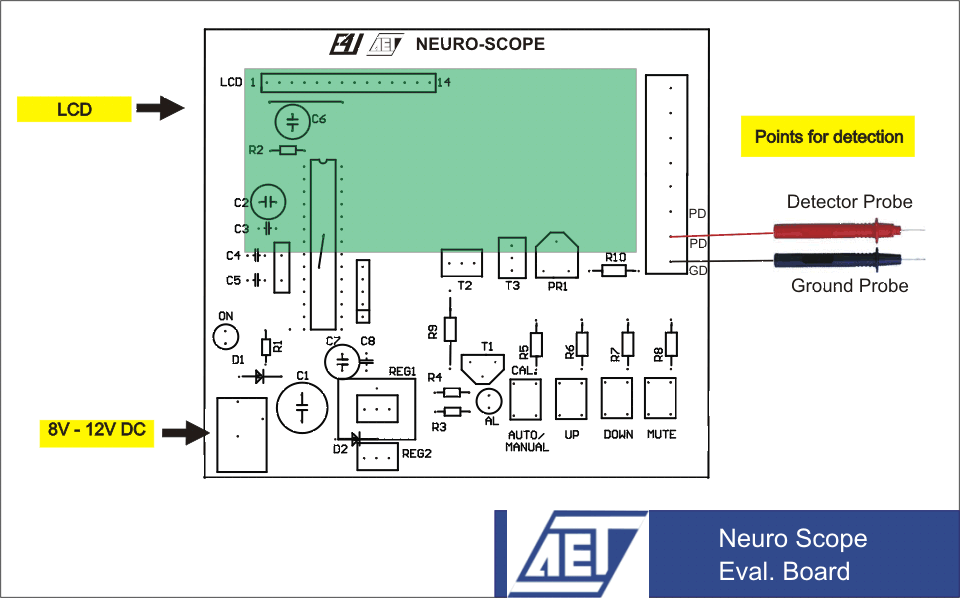 E4J AET NEURO-SCOPE
LCD 1 14
LCD
C6
Points for detection
R2
C2
Detector Probe
PD
C3
PD
C4
R10
GD
C5
T2 T3 PR1
Ground Probe
ON
R9
C7 C8
R1
T1
R5 R6 R7 R8
D1
CAL.
C1
REG1
R4
AL
R3
8V - 12V DC
AUTO/ UP DOWN MUTE
MANUAL
D2
REG2
AET
Neuro Scope
Eval. Board